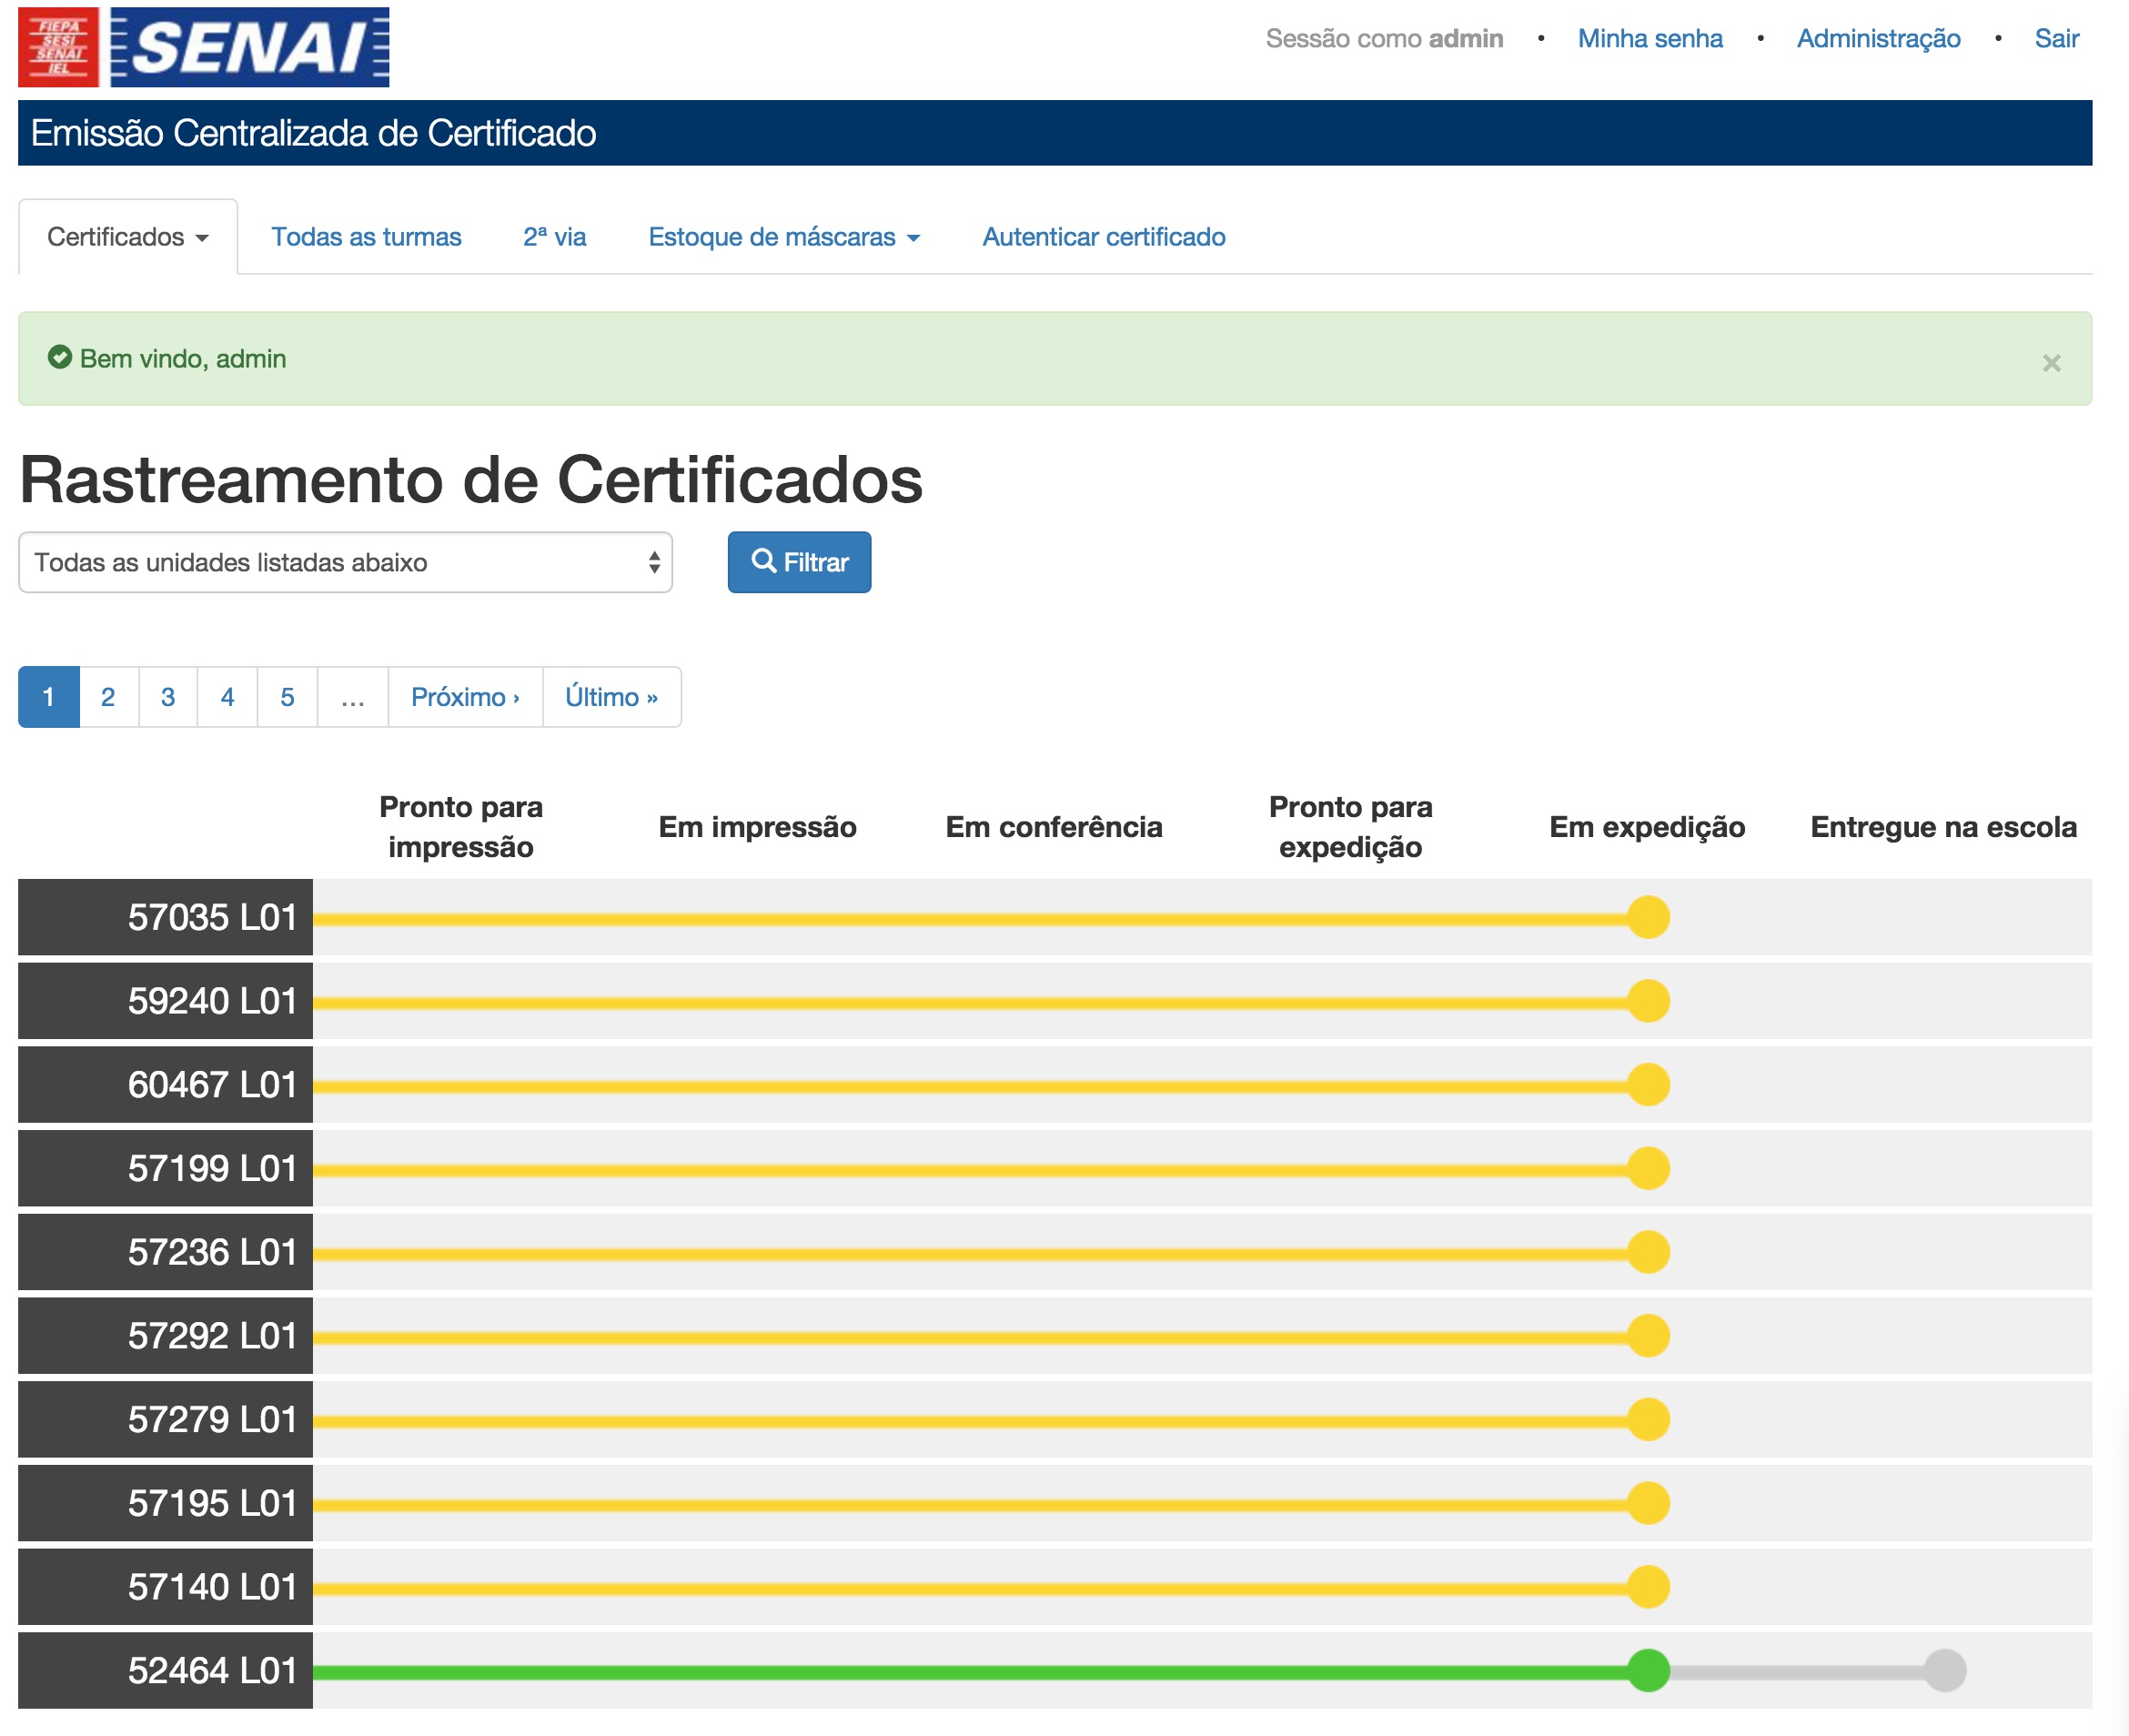 FIEPA
SESI
SENAI
IEL
SENAI
Sessão como admin • Minha senha • Administração • Sair
Emissão Centralizada de Certificado
Certificados Todas as turmas 2ª via Estoque de máscaras Autenticar certificado
Bem vindo, admin ×
Rastreamento de Certificados
Todas as unidades listadas abaixo Filtrar
1 2 3 4 5 … Próximo › Último »
Pronto para impressão Em impressão Em conferência Pronto para expedição Em expedição Entregue na escola
57035 L01
59240 L01
60467 L01
57199 L01
57236 L01
57292 L01
57279 L01
57195 L01
57140 L01
52464 L01